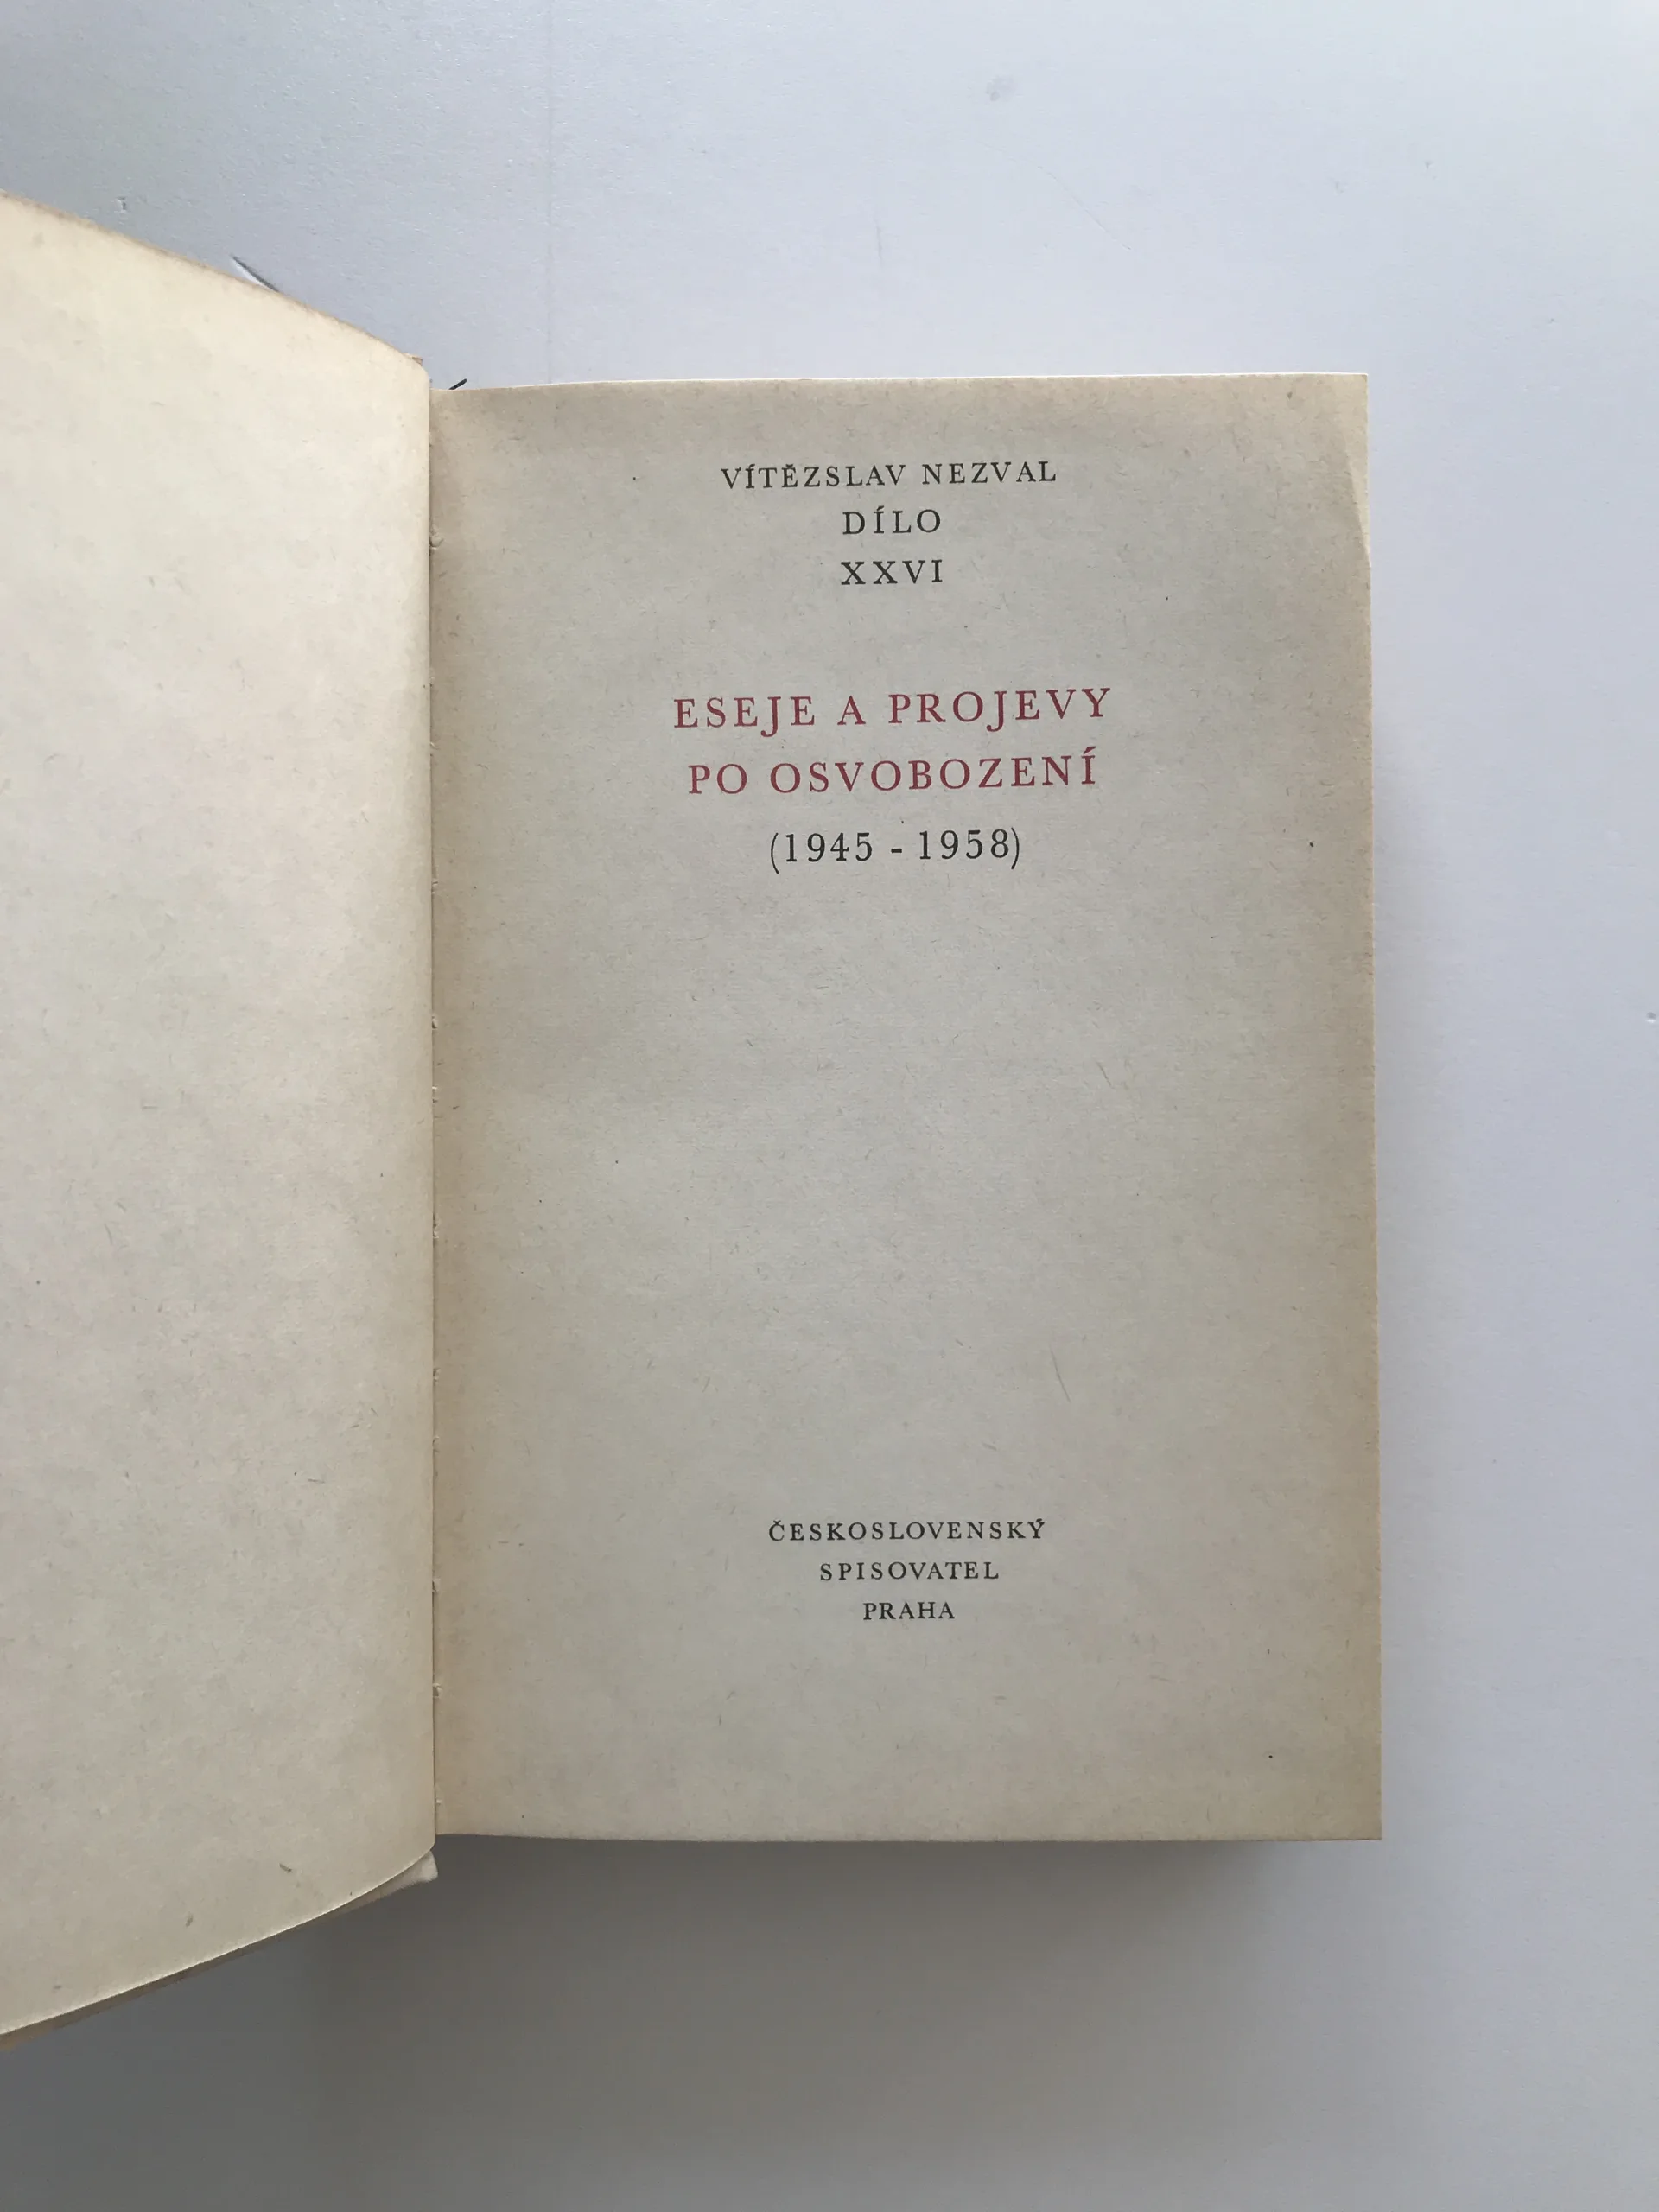 VÍTĚZSLAV NEZVAL
DÍLO
XXVI
ESEJE A PROJEVY
PO OSVOBOZENÍ
(1945 - 1958)
ČESKOSLOVENSKÝ
SPISOVATEL
PRAHA